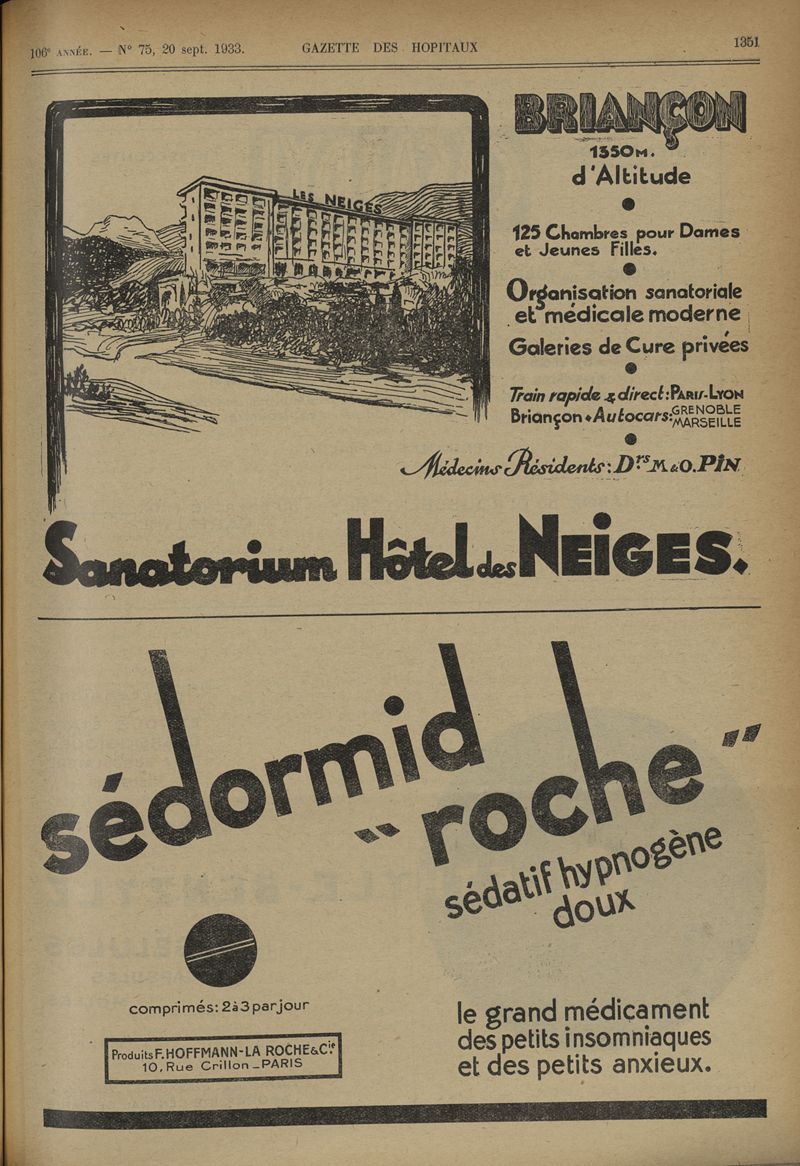 106e ANNÉE. — N° 75, 20 sept. 1933. GAZETTE DES HOPITAUX 1351
LES NEIGES
BRIANÇON
1350 M.
d'Altitude
125 Chambres pour Dames
et Jeunes Filles.
Organisation sanatoriale
et médicale moderne
Galeries de Cure privées
Train rapide & direct: PARIS-LYON
Briançon • Autocars: GRENOBLE
MARSEILLE
Médecins Résidents: Drs M. & O. PIN
Sanatorium Hôtel des NEIGES.
sédormid
"roche"
sédatif hypnogène
doux
comprimés: 2 à 3 par jour
Produits F. HOFFMANN-LA ROCHE & Cie
10, Rue Crillon _ PARIS
le grand médicament
des petits insomniaques
et des petits anxieux.